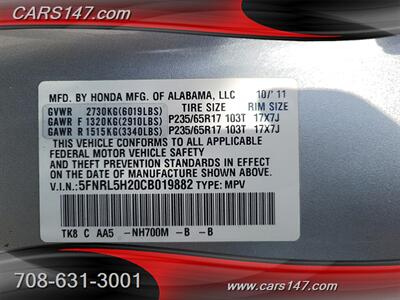 CARS147.com
MFD. BY HONDA MFG. OF ALABAMA, LLC 10/'11
GVWR 2730KG(6019LBS) TIRE SIZE RIM SIZE
GAWR F 1320KG(2910LBS) P235/65R17 103T 17X7J
GAWR R 1515KG(3340LBS) P235/65R17 103T 17X7J
THIS VEHICLE CONFORMS TO ALL APPLICABLE
FEDERAL MOTOR VEHICLE SAFETY, BUMPER,
AND THEFT PREVENTION STANDARDS IN EFFECT
ON THE DATE OF MANUFACTURE SHOWN ABOVE.
V.I.N:5FNRL5H20CB019882 TYPE: MPV
TK8 C AA5 -NH700M -B -B
708-631-3001
CARS147.com